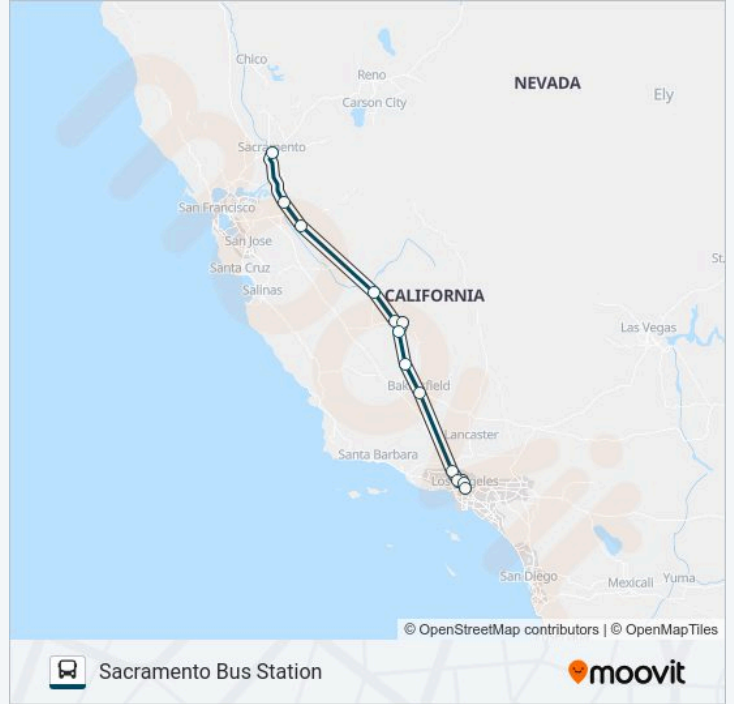 Chico
Reno
NEVADA
Ely
Carson City
Sacramento
San Francisco
San Jose
Santa Cruz
Salinas
CALIFORNIA
St.
Las Vegas
Bakersfield
Lancaster
Santa Barbara
Los Angeles
San Diego
Mexicali
Yuma
© OpenStreetMap contributors | © OpenMapTiles
Sacramento Bus Station
moovit